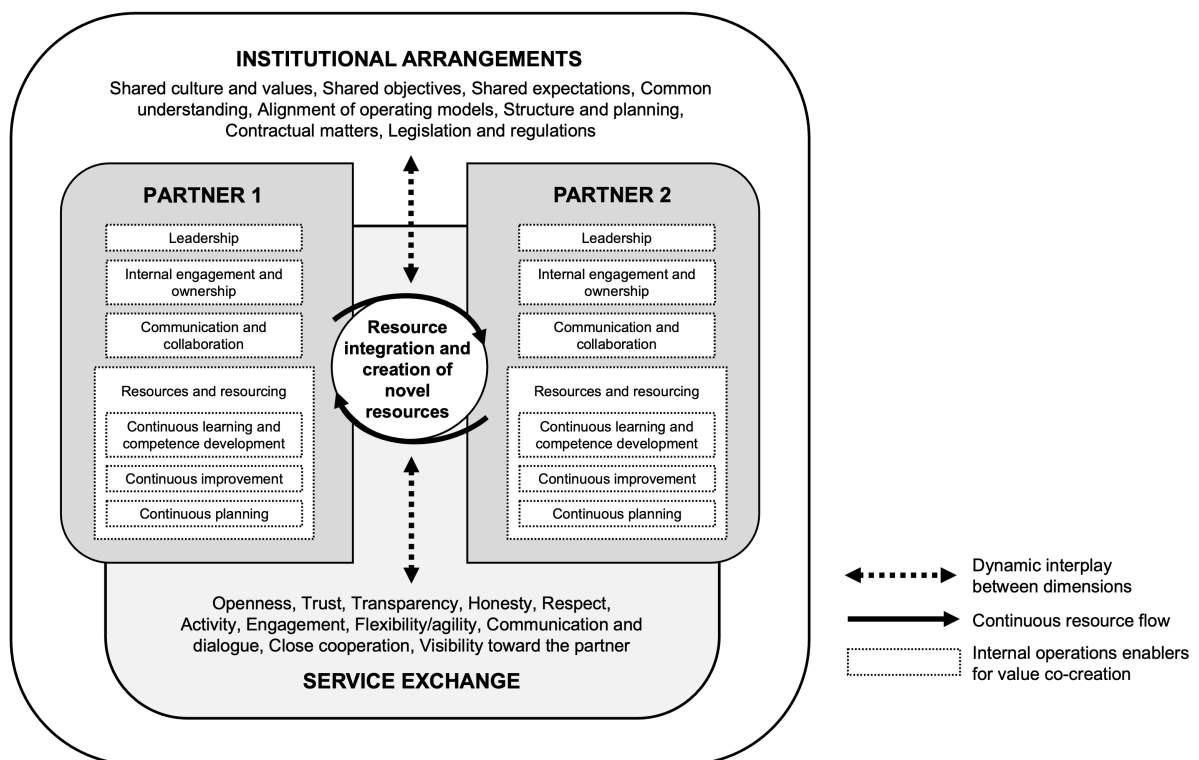 INSTITUTIONAL ARRANGEMENTS
Shared culture and values, Shared objectives, Shared expectations, Common
understanding, Alignment of operating models, Structure and planning,
Contractual matters, Legislation and regulations
PARTNER 1
Leadership
Internal engagement and
ownership
Communication and
collaboration
Resources and resourcing
Continuous learning and
competence development
Continuous improvement
Continuous planning
Resource
integration and
creation of
novel
resources
PARTNER 2
Leadership
Internal engagement and
ownership
Communication and
collaboration
Resources and resourcing
Continuous learning and
competence development
Continuous improvement
Continuous planning
Openness, Trust, Transparency, Honesty, Respect,
Activity, Engagement, Flexibility/agility, Communication and
dialogue, Close cooperation, Visibility toward the partner
SERVICE EXCHANGE
Dynamic interplay
between dimensions
Continuous resource flow
Internal operations enablers
for value co-creation